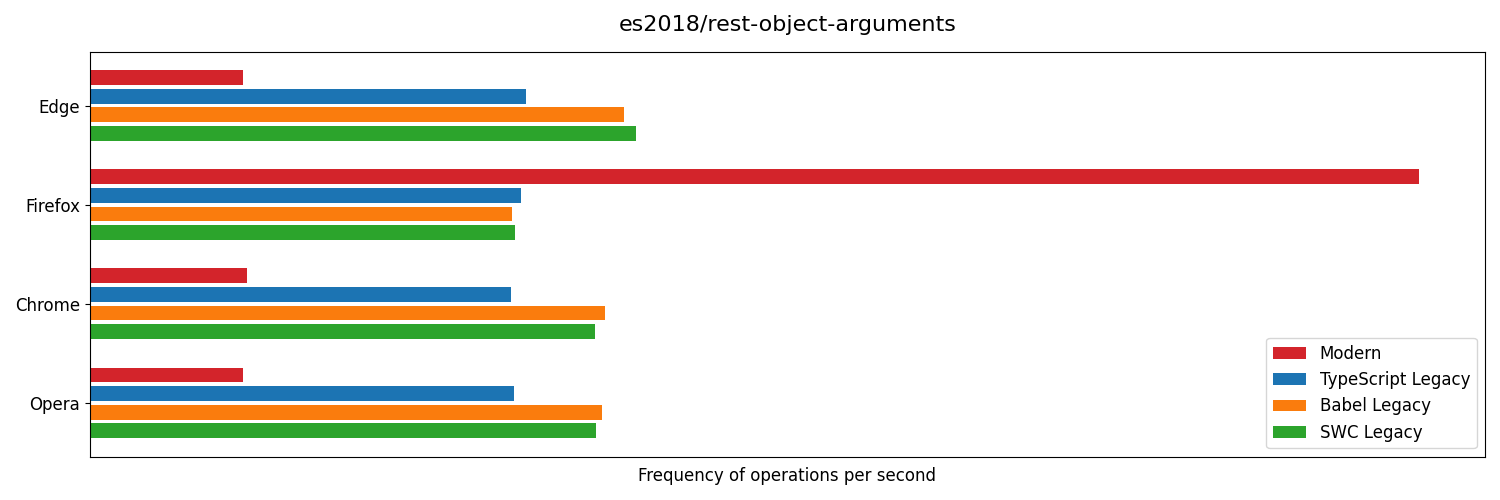 es2018/rest-object-arguments
Edge
Firefox
Chrome
Opera
Modern
TypeScript Legacy
Babel Legacy
SWC Legacy
Frequency of operations per second